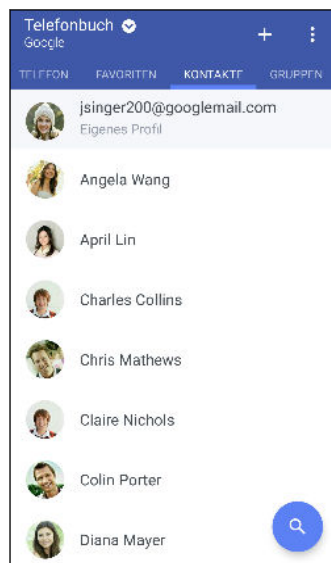 Telefonbuch
Google
TELEFON FAVORITEN KONTAKTE GRUPPEN
jsinger200@googlemail.com
Eigenes Profil
Angela Wang
April Lin
Charles Collins
Chris Mathews
Claire Nichols
Colin Porter
Diana Mayer